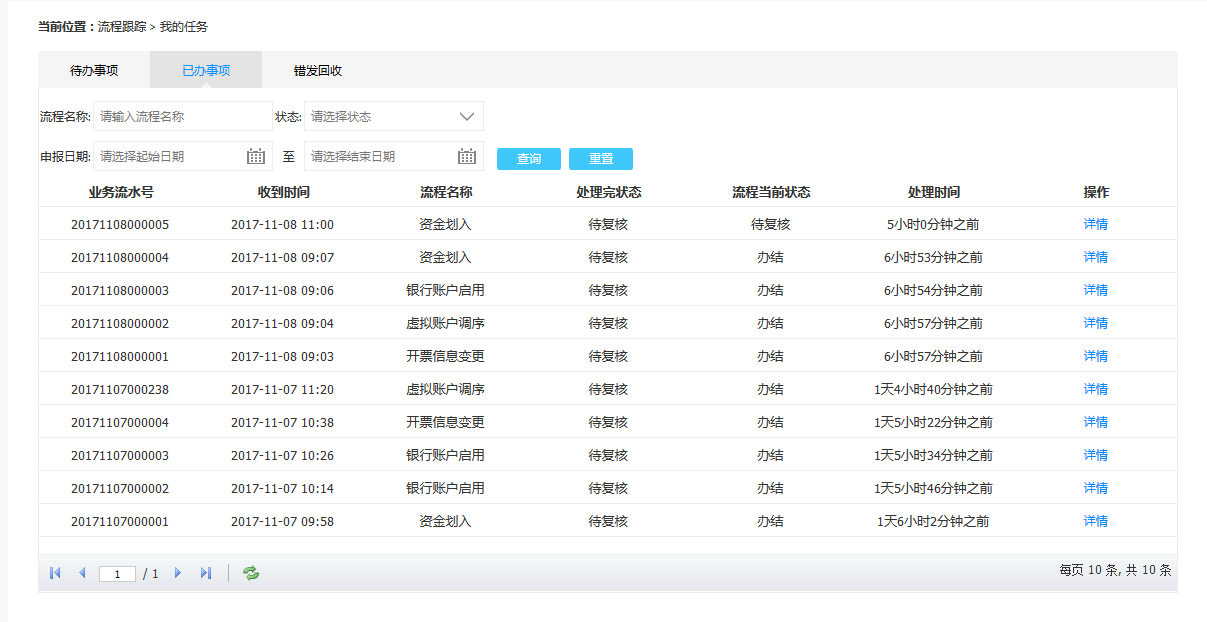 当前位置：流程跟踪 > 我的任务
待办事项 已办事项 错发回收
流程名称: 请输入流程名称 状态: 请选择状态
申报日期: 请选择起始日期 至 请选择结束日期 查询 重置
业务流水号 收到时间 流程名称 处理完状态 流程当前状态 处理时间 操作
20171108000005 2017-11-08 11:00 资金划入 待复核 待复核 5小时0分钟之前 详情
20171108000004 2017-11-08 09:07 资金划入 待复核 办结 6小时53分钟之前 详情
20171108000003 2017-11-08 09:06 银行账户启用 待复核 办结 6小时54分钟之前 详情
20171108000002 2017-11-08 09:04 虚拟账户调序 待复核 办结 6小时57分钟之前 详情
20171108000001 2017-11-08 09:03 开票信息变更 待复核 办结 6小时57分钟之前 详情
20171107000238 2017-11-07 11:20 虚拟账户调序 待复核 办结 1天4小时40分钟之前 详情
20171107000004 2017-11-07 10:38 开票信息变更 待复核 办结 1天5小时22分钟之前 详情
20171107000003 2017-11-07 10:26 银行账户启用 待复核 办结 1天5小时34分钟之前 详情
20171107000002 2017-11-07 10:14 银行账户启用 待复核 办结 1天5小时46分钟之前 详情
20171107000001 2017-11-07 09:58 资金划入 待复核 办结 1天6小时2分钟之前 详情
1 / 1 每页 10 条, 共 10 条